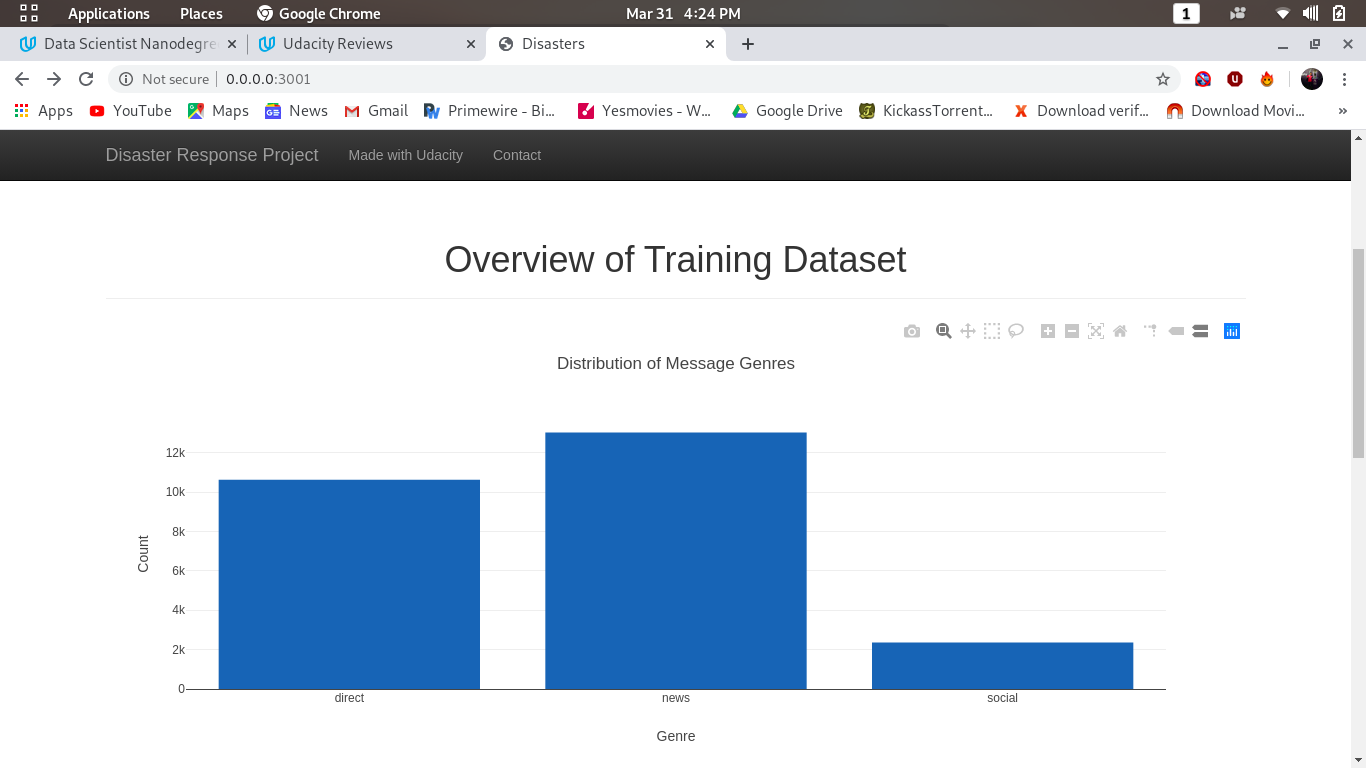 Applications Places Google Chrome Mar 31 4:24 PM 1
Data Scientist Nanodegre Udacity Reviews Disasters
Not secure 0.0.0.0:3001
Apps YouTube Maps News Gmail Primewire - Bi... Yesmovies - W... Google Drive KickassTorrent... Download verif... Download Movi... »
Disaster Response Project Made with Udacity Contact
Overview of Training Dataset
Distribution of Message Genres
12k
10k
8k
6k
4k
2k
0
Count
direct news social
Genre